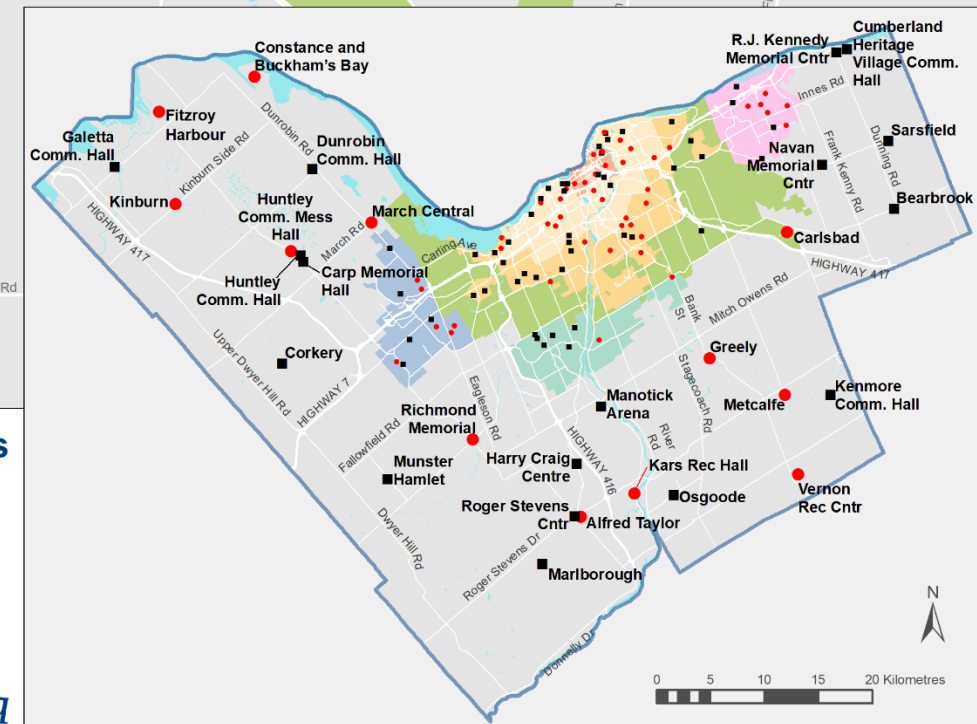 Constance and
Buckham's Bay
R.J. Kennedy
Memorial Cntr
Cumberland
Heritage
Village Comm.
Hall
Fitzroy
Harbour
Dunrobin Rd
Innes Rd
Galetta
Comm. Hall
Kinburn Side Rd
Dunrobin
Comm. Hall
Navan
Memorial
Cntr
Frank Kenny Rd
Dunning Rd
Sarsfield
Kinburn
Huntley
Comm. Mess
Hall
March Rd
March Central
Bearbrook
HIGHWAY 417
Carling Ave
Carlsbad
HIGHWAY 417
Huntley
Comm. Hall
Carp Memorial
Hall
Rd
Mitch Owens Rd
Bank
St
Upper Dwyer Hill Rd
Corkery
HIGHWAY 7
Greely
Stagecoach Rd
Eagleson Rd
Manotick
Arena
Metcalfe
Kenmore
Comm. Hall
Richmond
Memorial
River
Rd
HIGHWAY 416
Fallowfield Rd
s
Munster
Hamlet
Harry Craig
Centre
Kars Rec Hall
Osgoode
Vernon
Rec Cntr
Dwyer Hill Rd
Roger Stevens
Cntr
Alfred Taylor
Roger Stevens Dr
Marlborough
Donnelly Dr
N
0 5 10 15 20 Kilometres